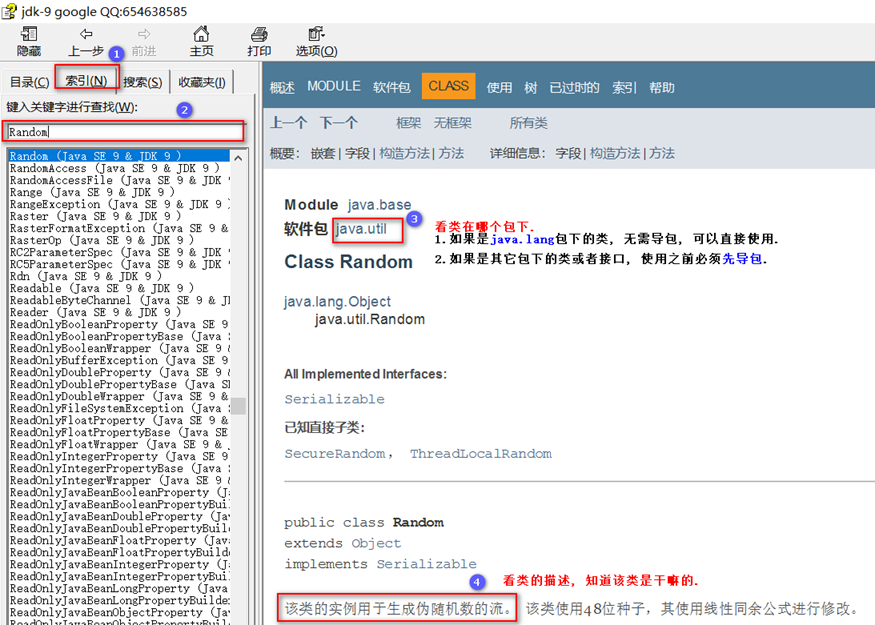 jdk-9 google QQ:654638585
隐藏 上一步 前进 主页 打印 选项(O)
1
目录(C) 索引(N) 搜索(S) 收藏夹(I)
键入关键字进行查找(W):
2
Random
Random (Java SE 9 & JDK 9 )
RandomAccess (Java SE 9 & JDK 9 )
RandomAccessFile (Java SE 9 & JDK
Range (Java SE 9 & JDK 9 )
RangeException (Java SE 9 & JDK 9 )
Raster (Java SE 9 & JDK 9 )
RasterFormatException (Java SE 9 &
RasterOp (Java SE 9 & JDK 9 )
RC2ParameterSpec (Java SE 9 & JDK
RC5ParameterSpec (Java SE 9 & JDK
Rdn (Java SE 9 & JDK 9 )
Readable (Java SE 9 & JDK 9 )
ReadableByteChannel (Java SE 9 &
Reader (Java SE 9 & JDK 9 )
ReadOnlyBooleanProperty (Java SE 9
ReadOnlyBooleanPropertyBase (Java
ReadOnlyBooleanWrapper (Java SE 9
ReadOnlyBufferException (Java SE 9
ReadOnlyDoubleProperty (Java SE 9
ReadOnlyDoublePropertyBase (Java
ReadOnlyDoubleWrapper (Java SE 9 &
ReadOnlyFileSystemException (Java
ReadOnlyFloatProperty (Java SE 9 &
ReadOnlyFloatPropertyBase (Java SE
ReadOnlyFloatWrapper (Java SE 9 &
ReadOnlyIntegerProperty (Java SE 9
ReadOnlyIntegerPropertyBase (Java
ReadOnlyIntegerWrapper (Java SE 9
ReadOnlyJavaBeanBooleanProperty
ReadOnlyJavaBeanBooleanPropertyBui
ReadOnlyJavaBeanDoubleProperty
ReadOnlyJavaBeanDoublePropertyBuil
ReadOnlyJavaBeanFloatProperty
ReadOnlyJavaBeanFloatPropertyBuild
ReadOnlyJavaBeanIntegerProperty
ReadOnlyJavaBeanIntegerPropertyBui
ReadOnlyJavaBeanLongProperty (Java
ReadOnlyJavaBeanLongPropertyBuilde
ReadOnlyJavaBeanObjectProperty
概述 MODULE 软件包 CLASS 使用 树 已过时的 索引 帮助
上一个 下一个 框架 无框架 所有类
概要: 嵌套 | 字段 | 构造方法 | 方法 详细信息: 字段 | 构造方法 | 方法
Module java.base
软件包 java.util 3 看类在哪个包下.
1.如果是java.lang包下的类, 无需导包, 可以直接使用.
Class Random
2.如果是其它包下的类或者接口, 使用之前必须先导包.
java.lang.Object
java.util.Random
All Implemented Interfaces:
Serializable
已知直接子类:
SecureRandom, ThreadLocalRandom
public class Random
extends Object
implements Serializable
4 看类的描述, 知道该类是干嘛的.
该类的实例用于生成伪随机数的流。 该类使用48位种子，其使用线性同余公式进行修改。